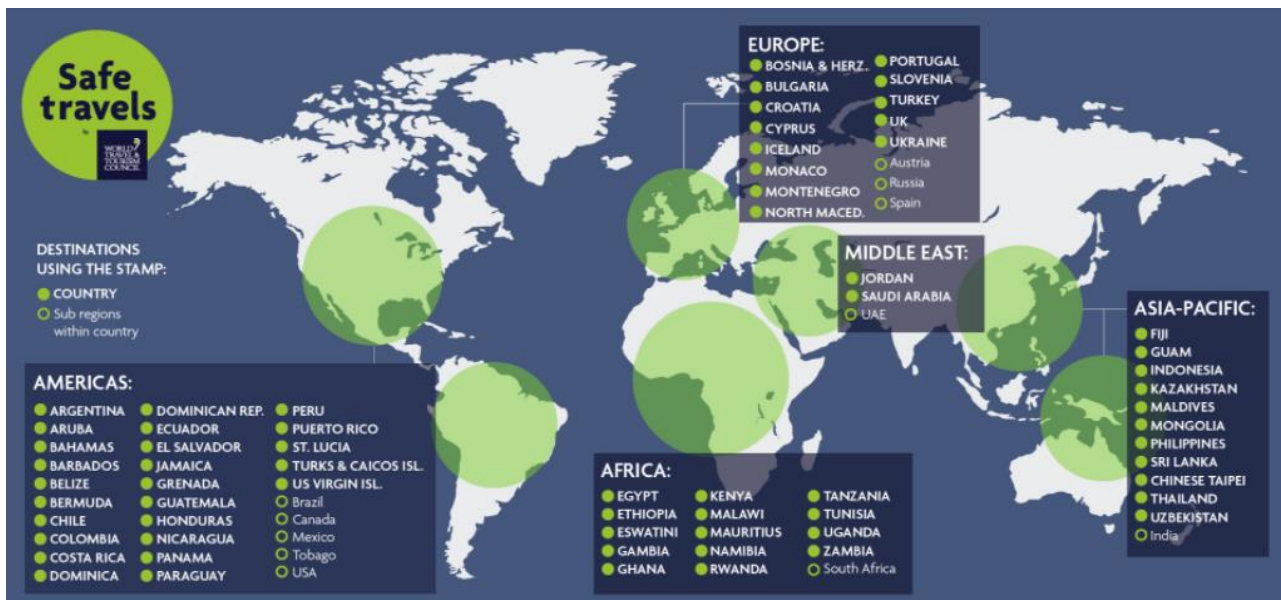 Safe
travels
by
WORLD
TRAVEL &
TOURISM
COUNCIL
DESTINATIONS
USING THE STAMP:
COUNTRY
Sub regions
within country
AMERICAS:
ARGENTINA
ARUBA
BAHAMAS
BARBADOS
BELIZE
BERMUDA
CHILE
COLOMBIA
COSTA RICA
DOMINICA
DOMINICAN REP.
ECUADOR
EL SALVADOR
JAMAICA
GRENADA
GUATEMALA
HONDURAS
NICARAGUA
PANAMA
PARAGUAY
PERU
PUERTO RICO
ST. LUCIA
TURKS & CAICOS ISL.
US VIRGIN ISL.
Brazil
Canada
Mexico
Tobago
USA
EUROPE:
BOSNIA & HERZ.
BULGARIA
CROATIA
CYPRUS
ICELAND
MONACO
MONTENEGRO
NORTH MACED.
PORTUGAL
SLOVENIA
TURKEY
UK
UKRAINE
Austria
Russia
Spain
MIDDLE EAST:
JORDAN
SAUDI ARABIA
UAE
AFRICA:
EGYPT
ETHIOPIA
ESWATINI
GAMBIA
GHANA
KENYA
MALAWI
MAURITIUS
NAMIBIA
RWANDA
TANZANIA
TUNISIA
UGANDA
ZAMBIA
South Africa
ASIA-PACIFIC:
FIJI
GUAM
INDONESIA
KAZAKHSTAN
MALDIVES
MONGOLIA
PHILIPPINES
SRI LANKA
CHINESE TAIPEI
THAILAND
UZBEKISTAN
India